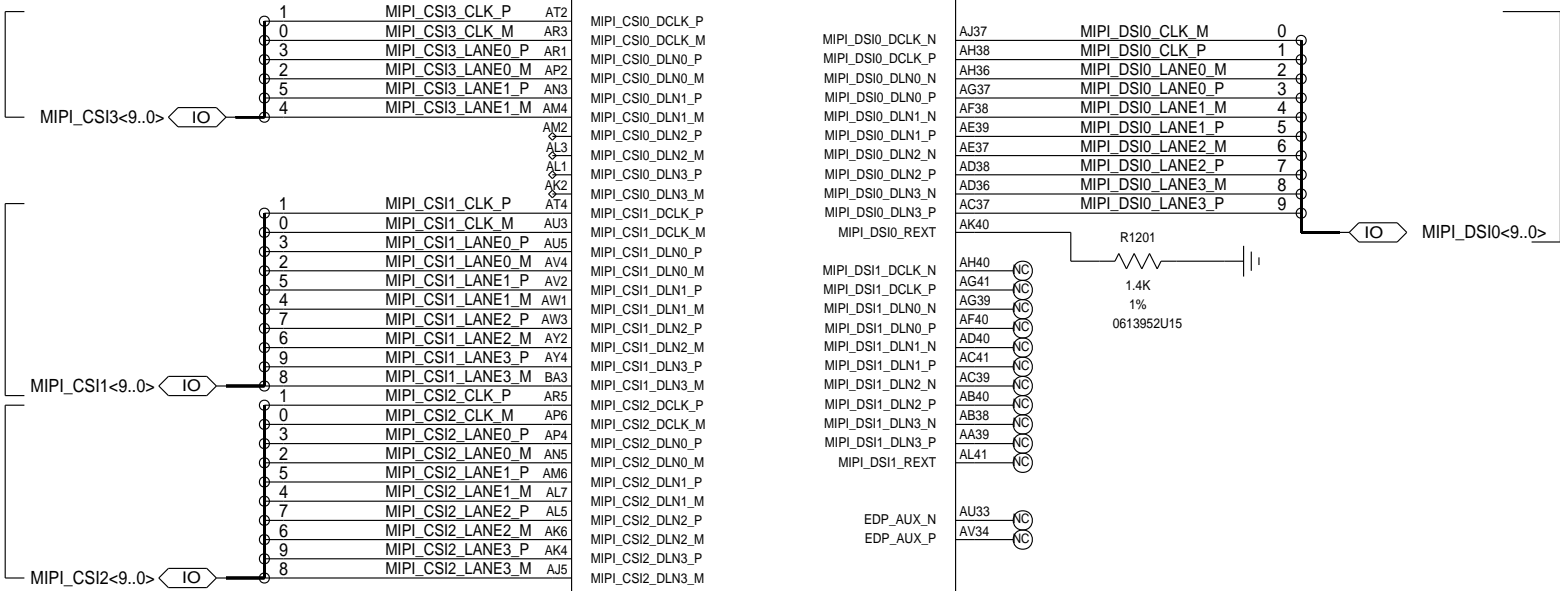 1 MIPI_CSI3_CLK_P AT2 MIPI_CSI0_DCLK_P
0 MIPI_CSI3_CLK_M AR3 MIPI_CSI0_DCLK_M
3 MIPI_CSI3_LANE0_P AR1 MIPI_CSI0_DLN0_P
2 MIPI_CSI3_LANE0_M AP2 MIPI_CSI0_DLN0_M
5 MIPI_CSI3_LANE1_P AN3 MIPI_CSI0_DLN1_P
4 MIPI_CSI3_LANE1_M AM4 MIPI_CSI0_DLN1_M
MIPI_CSI3<9..0> IO
AM2 MIPI_CSI0_DLN2_P
AL3 MIPI_CSI0_DLN2_M
AL1 MIPI_CSI0_DLN3_P
AK2 MIPI_CSI0_DLN3_M
1 MIPI_CSI1_CLK_P AT4 MIPI_CSI1_DCLK_P
0 MIPI_CSI1_CLK_M AU3 MIPI_CSI1_DCLK_M
3 MIPI_CSI1_LANE0_P AU5 MIPI_CSI1_DLN0_P
2 MIPI_CSI1_LANE0_M AV4 MIPI_CSI1_DLN0_M
5 MIPI_CSI1_LANE1_P AV2 MIPI_CSI1_DLN1_P
4 MIPI_CSI1_LANE1_M AW1 MIPI_CSI1_DLN1_M
7 MIPI_CSI1_LANE2_P AW3 MIPI_CSI1_DLN2_P
6 MIPI_CSI1_LANE2_M AY2 MIPI_CSI1_DLN2_M
9 MIPI_CSI1_LANE3_P AY4 MIPI_CSI1_DLN3_P
8 MIPI_CSI1_LANE3_M BA3 MIPI_CSI1_DLN3_M
MIPI_CSI1<9..0> IO
1 MIPI_CSI2_CLK_P AR5 MIPI_CSI2_DCLK_P
0 MIPI_CSI2_CLK_M AP6 MIPI_CSI2_DCLK_M
3 MIPI_CSI2_LANE0_P AP4 MIPI_CSI2_DLN0_P
2 MIPI_CSI2_LANE0_M AN5 MIPI_CSI2_DLN0_M
5 MIPI_CSI2_LANE1_P AM6 MIPI_CSI2_DLN1_P
4 MIPI_CSI2_LANE1_M AL7 MIPI_CSI2_DLN1_M
7 MIPI_CSI2_LANE2_P AL5 MIPI_CSI2_DLN2_P
6 MIPI_CSI2_LANE2_M AK6 MIPI_CSI2_DLN2_M
9 MIPI_CSI2_LANE3_P AK4 MIPI_CSI2_DLN3_P
8 MIPI_CSI2_LANE3_M AJ5 MIPI_CSI2_DLN3_M
MIPI_CSI2<9..0> IO
MIPI_DSI0_DCLK_N AJ37 MIPI_DSI0_CLK_M 0
MIPI_DSI0_DCLK_P AH38 MIPI_DSI0_CLK_P 1
MIPI_DSI0_DLN0_N AH36 MIPI_DSI0_LANE0_M 2
MIPI_DSI0_DLN0_P AG37 MIPI_DSI0_LANE0_P 3
MIPI_DSI0_DLN1_N AF38 MIPI_DSI0_LANE1_M 4
MIPI_DSI0_DLN1_P AE39 MIPI_DSI0_LANE1_P 5
MIPI_DSI0_DLN2_N AE37 MIPI_DSI0_LANE2_M 6
MIPI_DSI0_DLN2_P AD38 MIPI_DSI0_LANE2_P 7
MIPI_DSI0_DLN3_N AD36 MIPI_DSI0_LANE3_M 8
MIPI_DSI0_DLN3_P AC37 MIPI_DSI0_LANE3_P 9
MIPI_DSI0_REXT AK40
IO MIPI_DSI0<9..0>
R1201
1.4K
1%
0613952U15
MIPI_DSI1_DCLK_N AH40 NC
MIPI_DSI1_DCLK_P AG41 NC
MIPI_DSI1_DLN0_N AG39 NC
MIPI_DSI1_DLN0_P AF40 NC
MIPI_DSI1_DLN1_N AD40 NC
MIPI_DSI1_DLN1_P AC41 NC
MIPI_DSI1_DLN2_N AC39 NC
MIPI_DSI1_DLN2_P AB40 NC
MIPI_DSI1_DLN3_N AB38 NC
MIPI_DSI1_DLN3_P AA39 NC
MIPI_DSI1_REXT AL41 NC
EDP_AUX_N AU33 NC
EDP_AUX_P AV34 NC